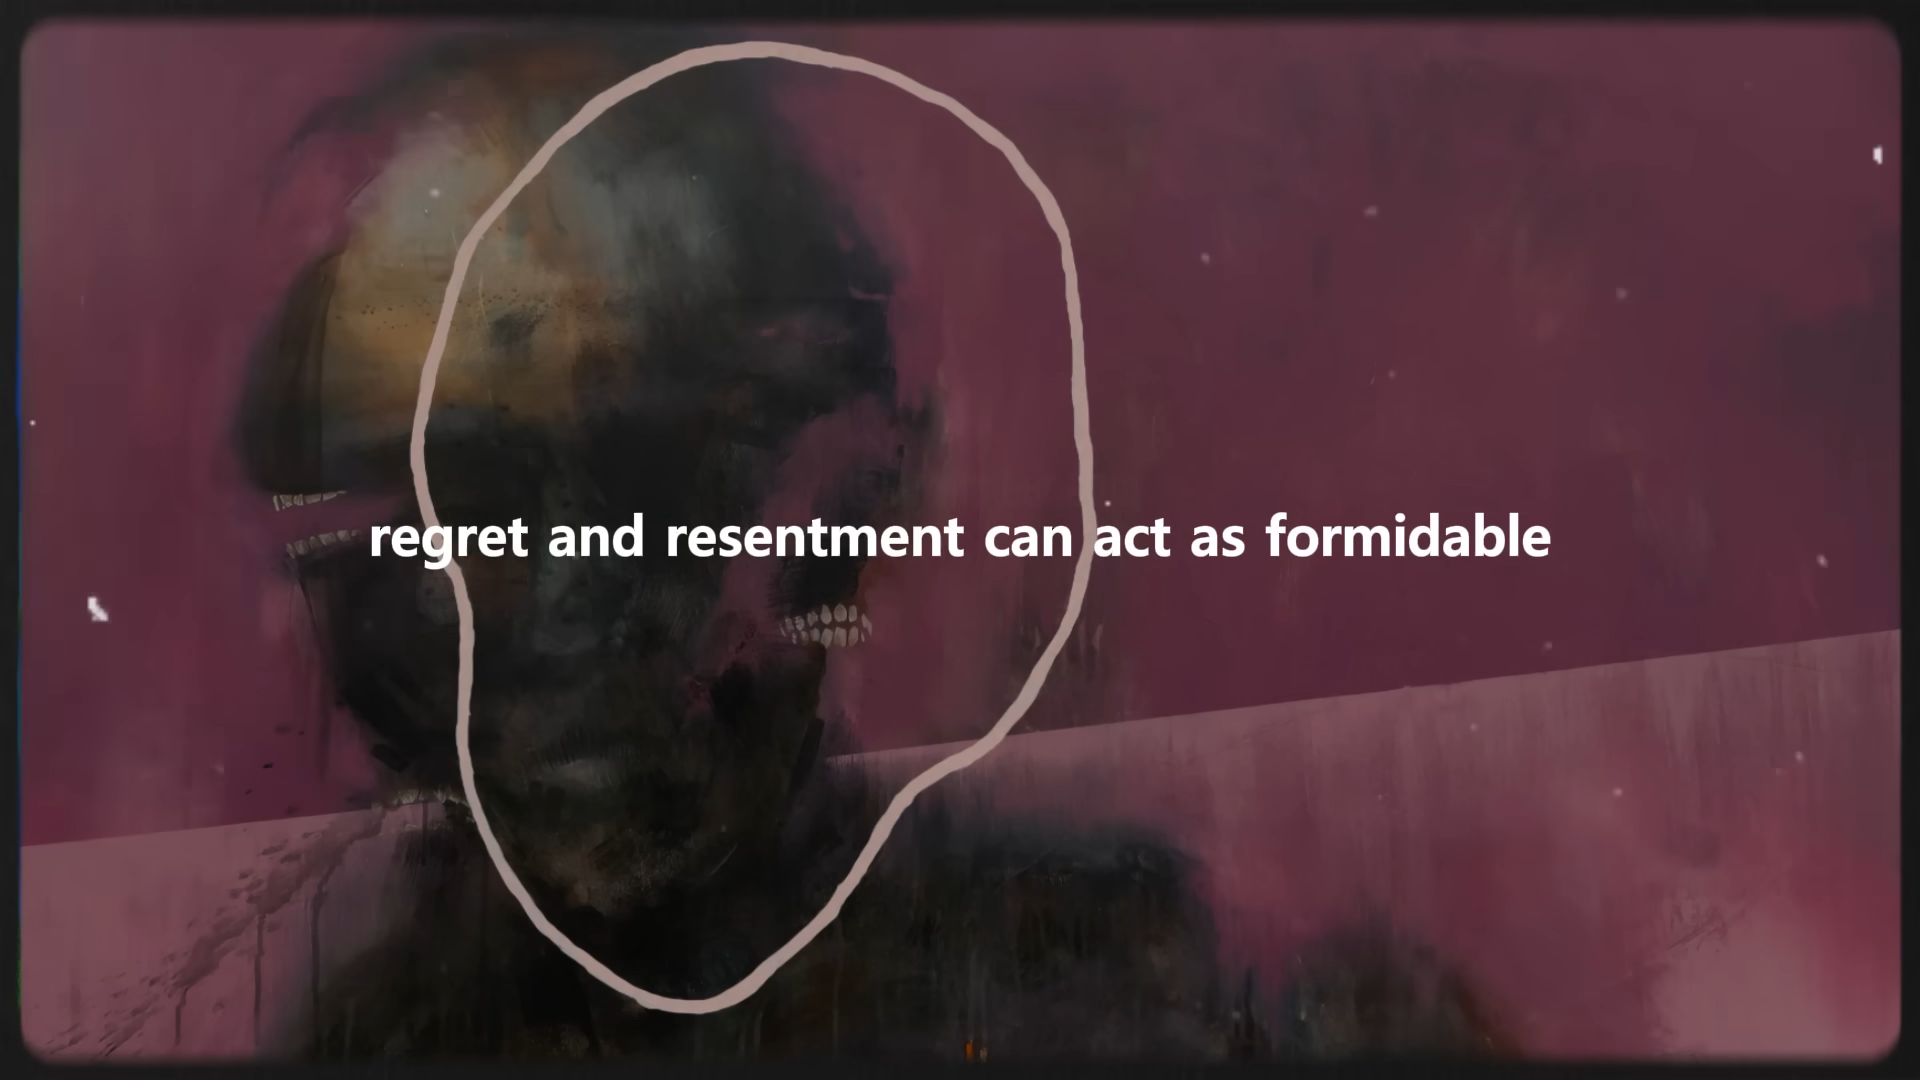 regret and resentment can act as formidable